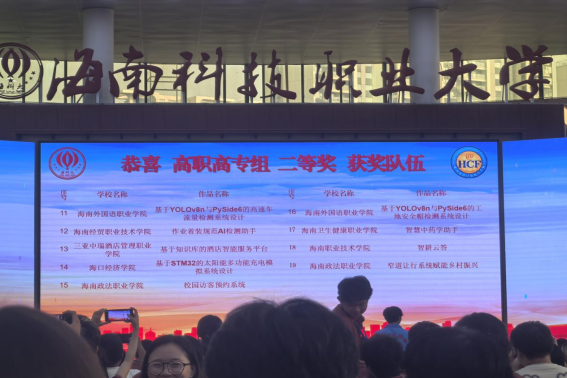 海南科技职业大学
恭喜 高职高专组 二等奖 获奖队伍
HCF
序号 学校名称 作品名称
11 海南外国语职业学院 基于YOLOv8n与PySide6的高速车流量检测系统设计
12 海南经贸职业技术学院 作业着装规范AI检测助手
13 三亚中瑞酒店管理职业学院 基于知识库的酒店智能服务平台
14 海口经济学院 基于STM32的太阳能多功能充电模拟系统设计
15 海南政法职业学院 校园访客预约系统
序号 学校名称 作品名称
16 海南外国语职业学院 基于YOLOv8n与PySide6的工地安全帽检测系统设计
17 海南卫生健康职业学院 智慧中药学助手
18 海南职业技术学院 智耕云答
19 海南政法职业学院 窄道让行系统赋能乡村振兴